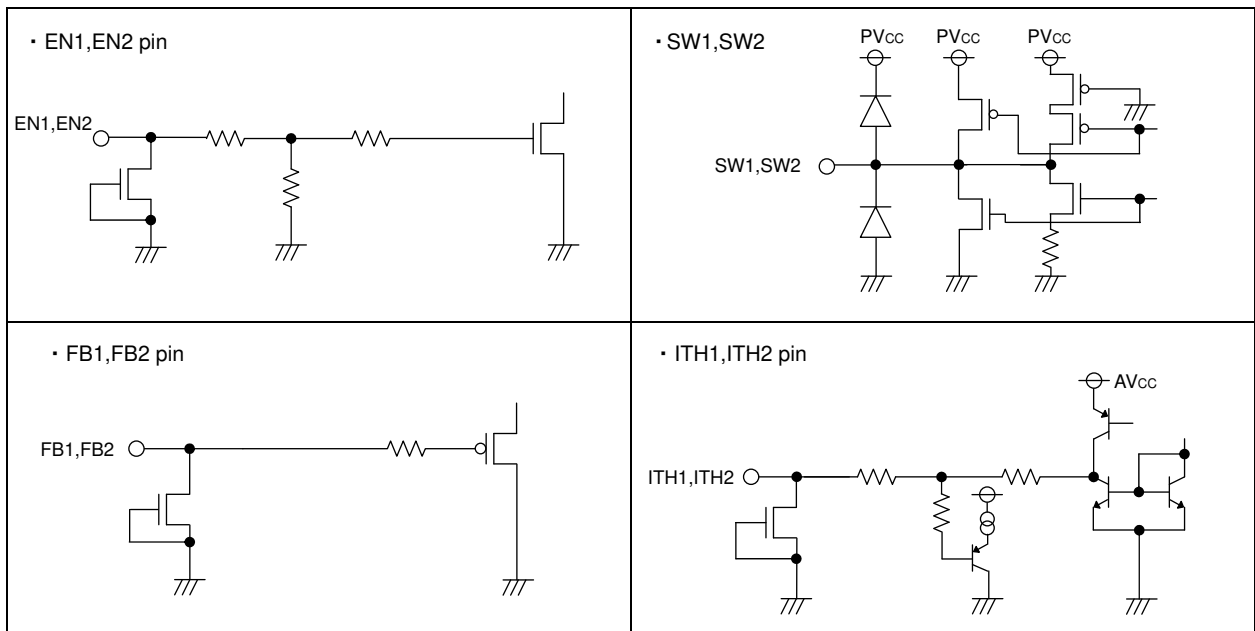 ・ EN1,EN2 pin
EN1,EN2
・ SW1,SW2
PVCC PVCC PVCC
SW1,SW2
・ FB1,FB2 pin
FB1,FB2
・ ITH1,ITH2 pin
AVCC
ITH1,ITH2